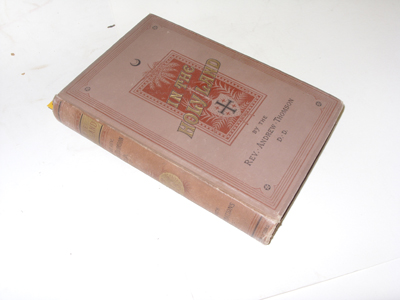 IN THE
HOLY LAND
BY THE
REV. ANDREW THOMSON
D.D.